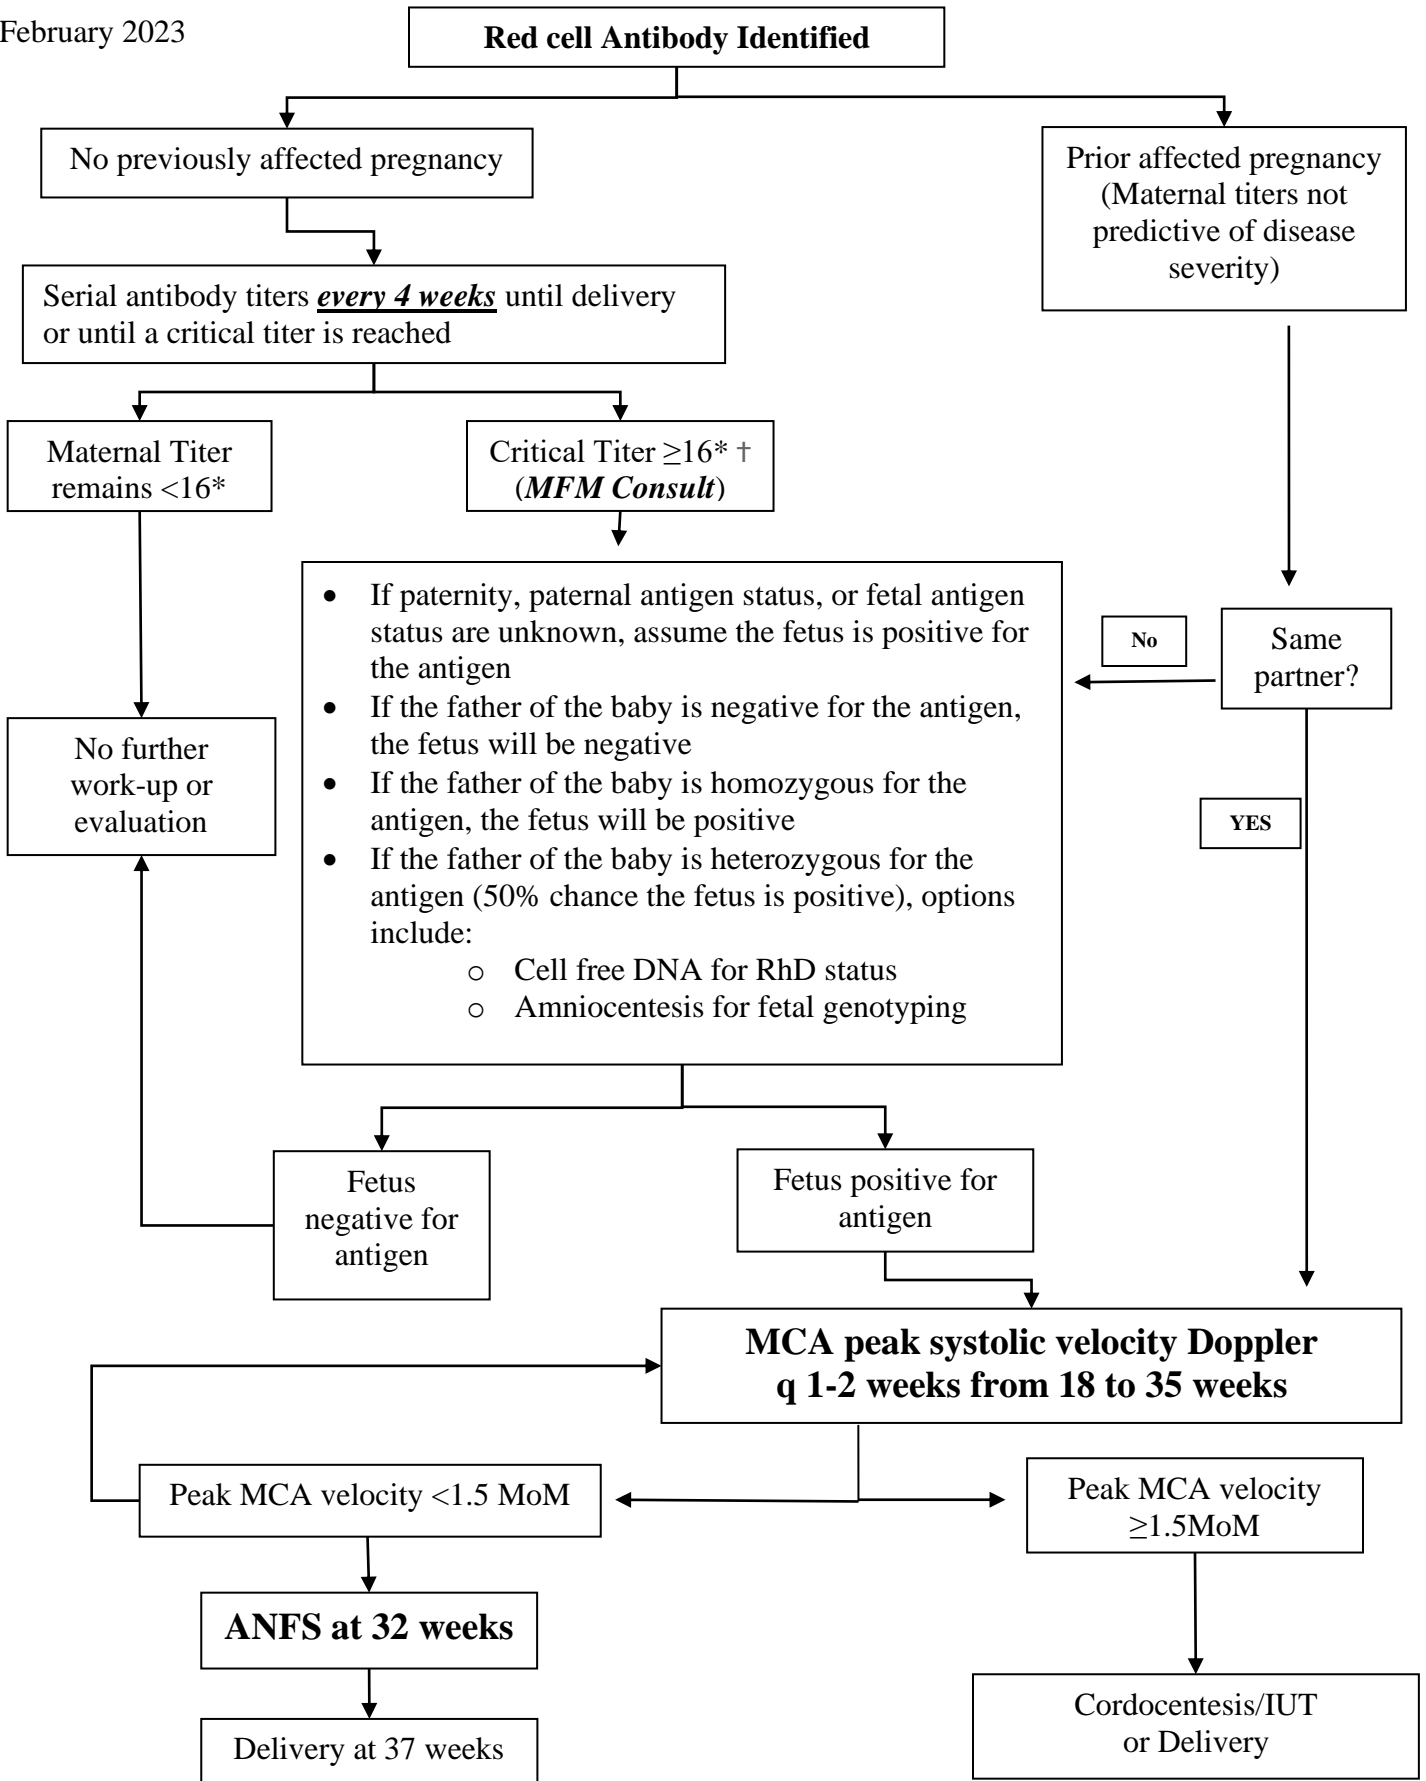 February 2023
Red cell Antibody Identified
No previously affected pregnancy
Prior affected pregnancy
(Maternal titers not
predictive of disease
severity)
Serial antibody titers every 4 weeks until delivery
or until a critical titer is reached
Maternal Titer
remains <16*
Critical Titer ≥16* †
(MFM Consult)
• If paternity, paternal antigen status, or fetal antigen
status are unknown, assume the fetus is positive for
the antigen
• If the father of the baby is negative for the antigen,
the fetus will be negative
• If the father of the baby is homozygous for the
antigen, the fetus will be positive
• If the father of the baby is heterozygous for the
antigen (50% chance the fetus is positive), options
include:
o Cell free DNA for RhD status
o Amniocentesis for fetal genotyping
No
Same
partner?
No further
work-up or
evaluation
YES
Fetus
negative for
antigen
Fetus positive for
antigen
MCA peak systolic velocity Doppler
q 1-2 weeks from 18 to 35 weeks
Peak MCA velocity <1.5 MoM
Peak MCA velocity
≥1.5MoM
ANFS at 32 weeks
Delivery at 37 weeks
Cordocentesis/IUT
or Delivery